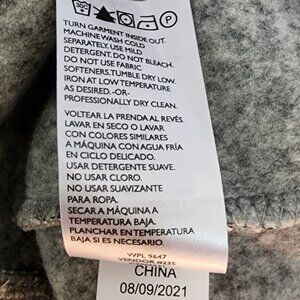 TURN GARMENT INSIDE OUT.
MACHINE WASH COLD
SEPARATELY. USE MILD
DETERGENT. DO NOT BLEACH.
DO NOT USE FABRIC
SOFTENERS. TUMBLE DRY LOW.
IRON AT LOW TEMPERATURE
AS DESIRED. -OR-
PROFESSIONALLY DRY CLEAN.
VOLTEAR LA PRENDA AL REVÉS.
LAVAR EN SECO O LAVAR
CON COLORES SIMILARES
A MÁQUINA CON AGUA FRÍA
EN CICLO DELICADO.
USAR DETERGENTE SUAVE.
NO USAR CLORO.
NO USAR SUAVIZANTE
PARA ROPA.
SECAR A MÁQUINA A
TEMPERATURA BAJA.
PLANCHAR EN TEMPERATURA
BAJA SI ES NECESARIO.
WPL 9647
VENDOR #235
CHINA
08/09/2021